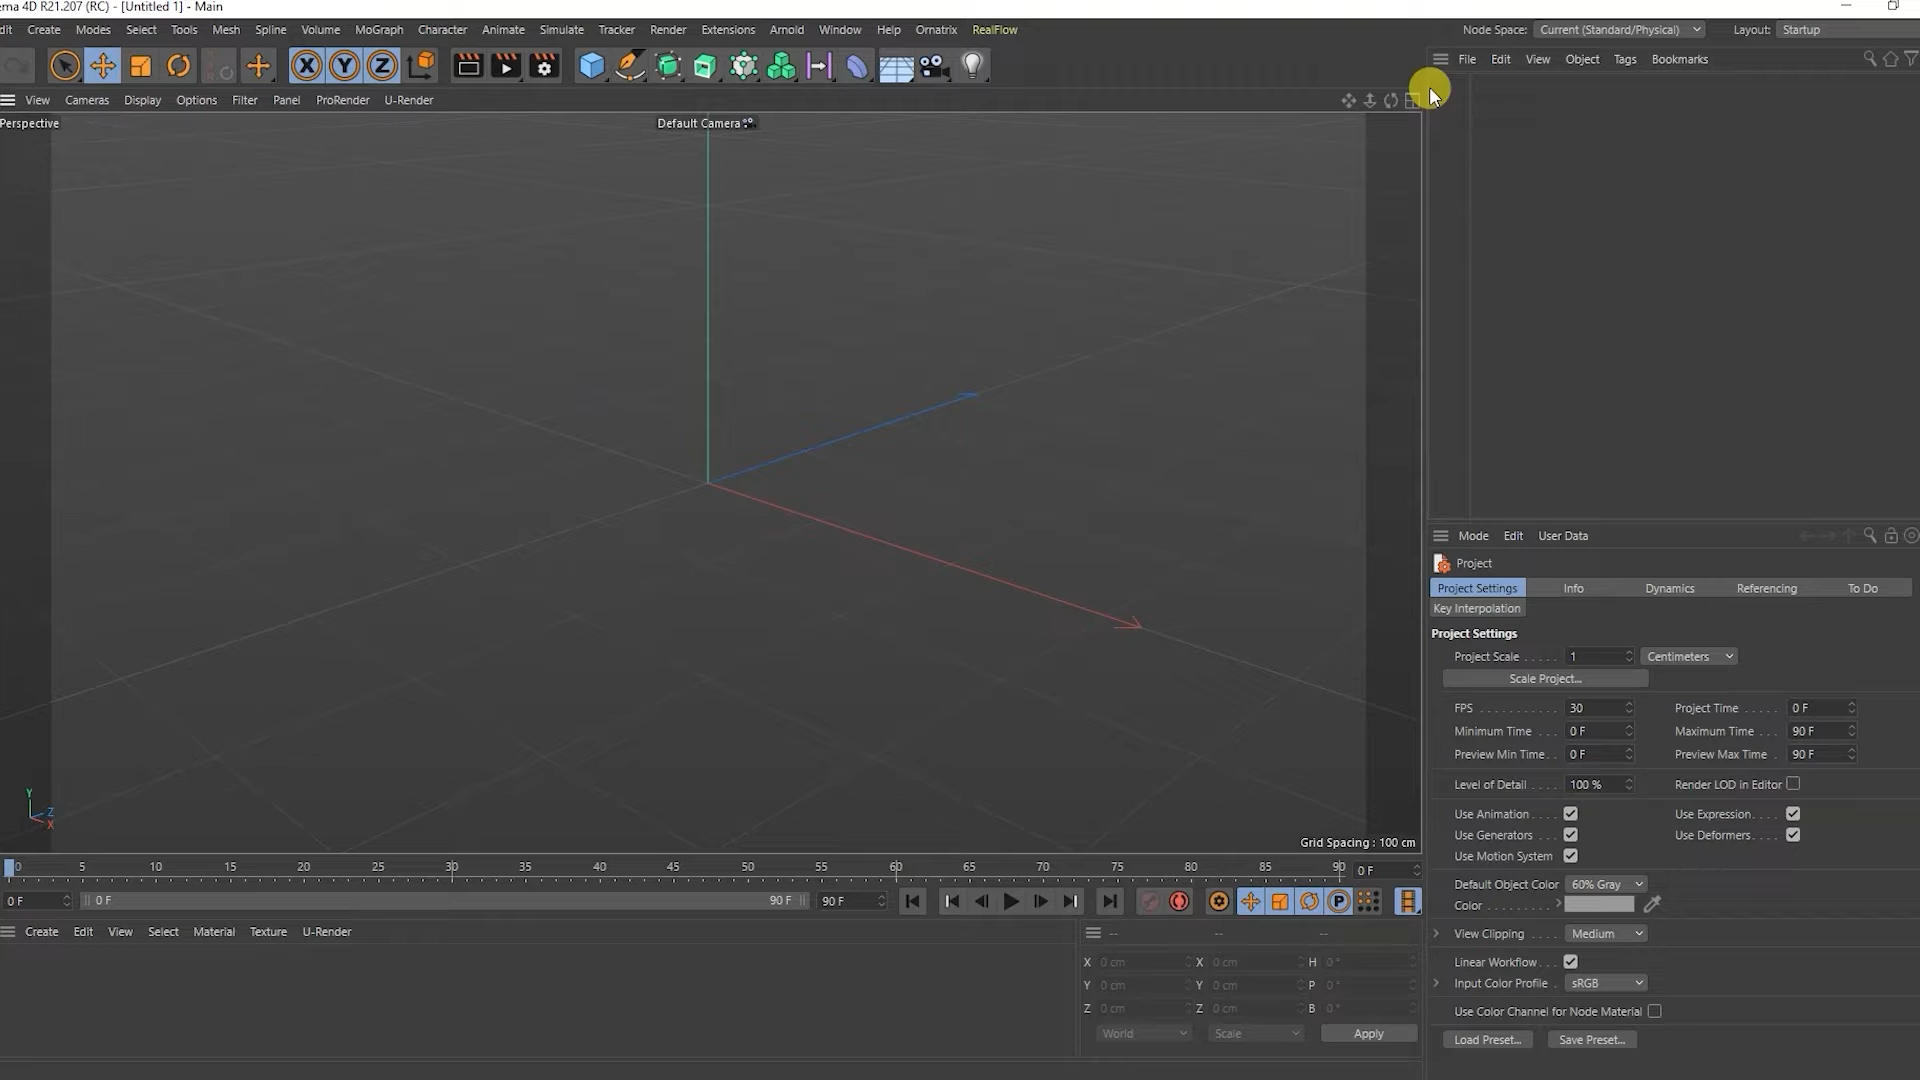 ema 4D R21.207 (RC) - [Untitled 1] - Main
dit Create Modes Select Tools Mesh Spline Volume MoGraph Character Animate Simulate Tracker Render Extensions Arnold Window Help Ornatrix RealFlow Node Space: Current (Standard/Physical) Layout: Startup
X Y Z
File Edit View Object Tags Bookmarks
View Cameras Display Options Filter Panel ProRender U-Render
Perspective Default Camera
Mode Edit User Data
Project
Project Settings Info Dynamics Referencing To Do
Key Interpolation
Project Settings
Project Scale . . . . . 1 Centimeters
Scale Project...
FPS . . . . . . . . . . . 30 Project Time . . . . . 0 F
Minimum Time . . . 0 F Maximum Time . . . 90 F
Preview Min Time . . 0 F Preview Max Time . 90 F
Level of Detail . . . . 100 % Render LOD in Editor
Use Animation . . . . Use Expression . . . .
Use Generators . . . Use Deformers . . . .
Use Motion System
Default Object Color 60% Gray
Color . . . . . . . . .
View Clipping . . . . Medium
Linear Workflow . . .
Input Color Profile . sRGB
Use Color Channel for Node Material
Load Preset... Save Preset...
Y
Z
X
Grid Spacing : 100 cm
0 5 10 15 20 25 30 35 40 45 50 55 60 65 70 75 80 85 90 0 F
0 F 0 F 90 F 90 F P
Create Edit View Select Material Texture U-Render
-- -- --
X 0 cm X 0 cm H 0 °
Y 0 cm Y 0 cm P 0 °
Z 0 cm Z 0 cm B 0 °
World Scale Apply